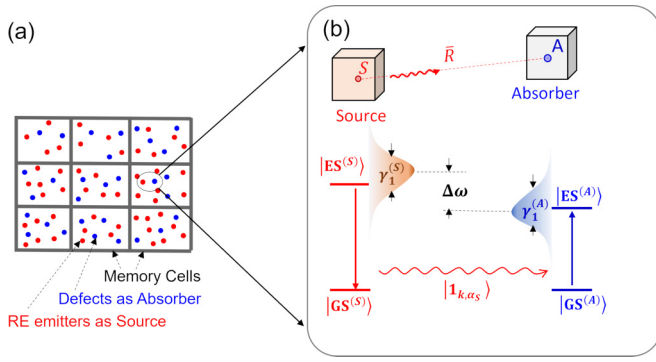 (a)
Memory Cells
Defects as Absorber
RE emitters as Source
(b)
S
R̄
A
Source
Absorber
|ES⁽ˢ⁾⟩
γ₁⁽ˢ⁾
Δω
γ₁⁽ᴬ⁾
|ES⁽ᴬ⁾⟩
|GS⁽ˢ⁾⟩
|1ₖ,α_S⟩
|GS⁽ᴬ⁾⟩